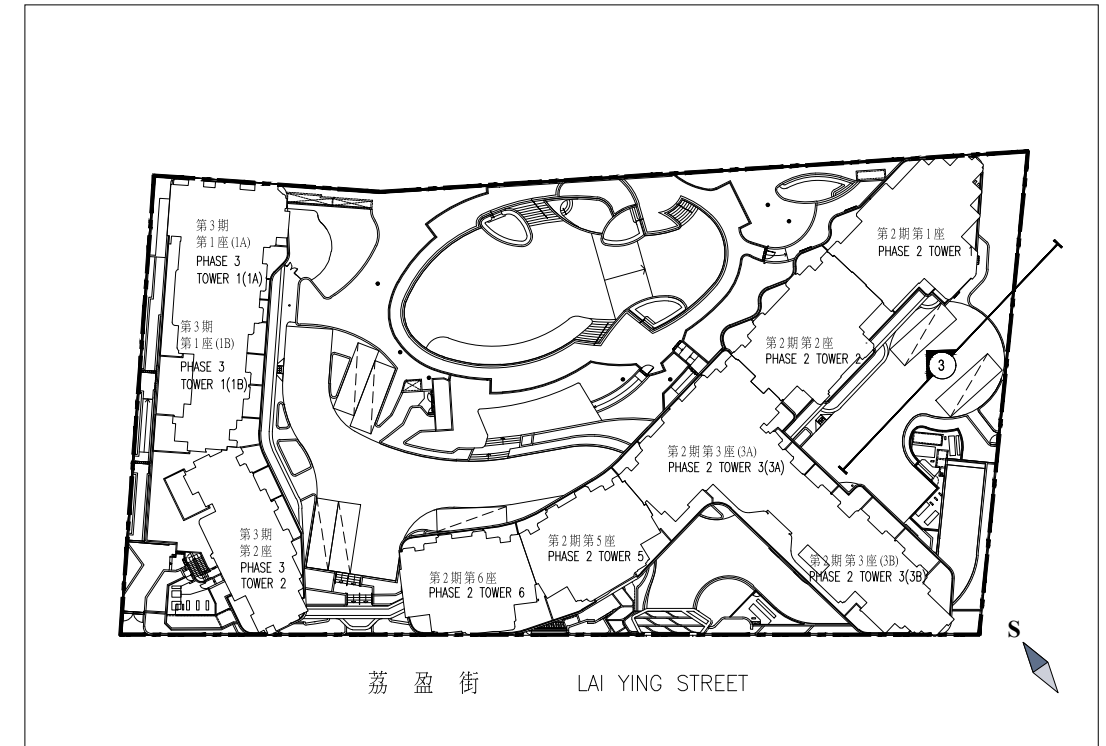 第3期
第1座(1A)
PHASE 3
TOWER 1(1A)
第3期
第1座(1B)
PHASE 3
TOWER 1(1B)
第2期第1座
PHASE 2 TOWER 1
第2期第2座
PHASE 2 TOWER 2
3
第2期第3座(3A)
PHASE 2 TOWER 3(3A)
第3期
第2座
PHASE 3
TOWER 2
第2期第5座
PHASE 2 TOWER 5
第2期第6座
PHASE 2 TOWER 6
第2期第3座(3B)
PHASE 2 TOWER 3(3B)
S
荔盈街 LAI YING STREET